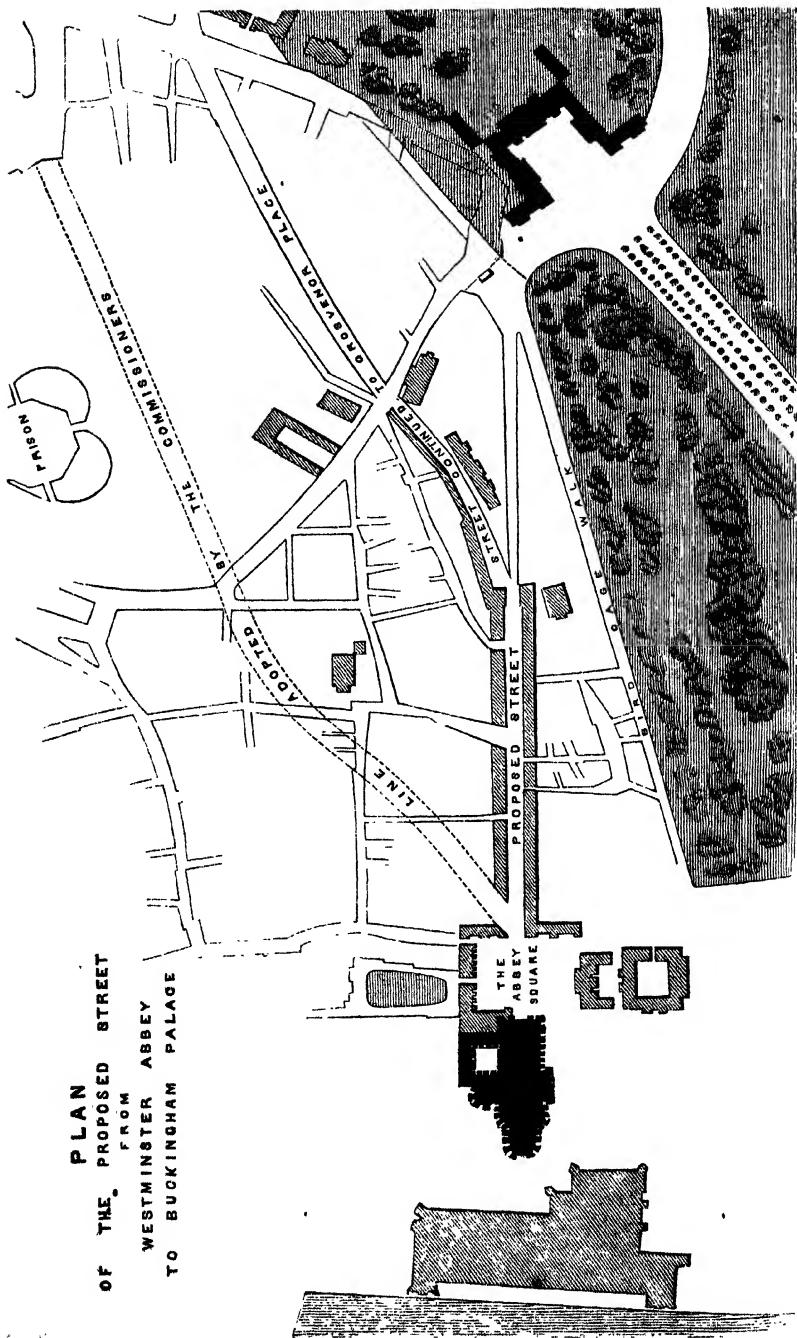 PLAN
OF THE PROPOSED STREET
FROM
WESTMINSTER ABBEY
TO BUCKINGHAM PALACE
THE
ABBEY
SQUARE
PROPOSED STREET
STREET CONTINUED
TO GROSVENOR PLACE
LINE ADOPTED BY THE COMMISSIONERS
PRISON
BIRD CAGE WALK